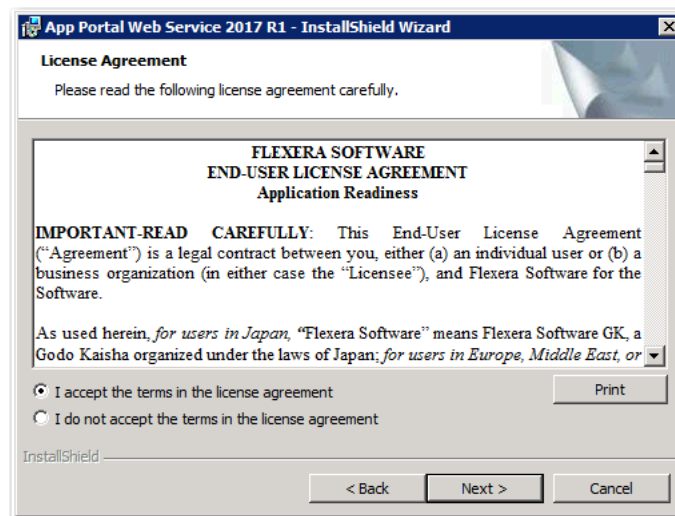 App Portal Web Service 2017 R1 - InstallShield Wizard
License Agreement
Please read the following license agreement carefully.
FLEXERA SOFTWARE
END-USER LICENSE AGREEMENT
Application Readiness
IMPORTANT-READ CAREFULLY: This End-User License Agreement
(“Agreement”) is a legal contract between you, either (a) an individual user or (b) a
business organization (in either case the “Licensee”), and Flexera Software for the
Software.
As used herein, for users in Japan, “Flexera Software” means Flexera Software GK, a
Godo Kaisha organized under the laws of Japan; for users in Europe, Middle East, or
I accept the terms in the license agreement
Print
I do not accept the terms in the license agreement
InstallShield
< Back
Next >
Cancel